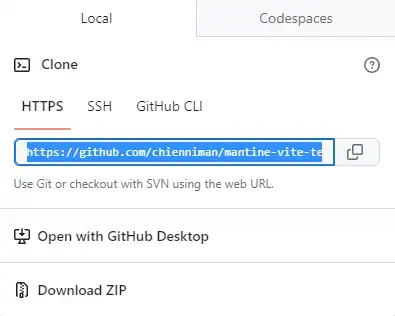 Local
Codespaces
Clone
HTTPS
SSH
GitHub CLI
https://github.com/chienniman/mantine-vite-te
Use Git or checkout with SVN using the web URL.
Open with GitHub Desktop
Download ZIP